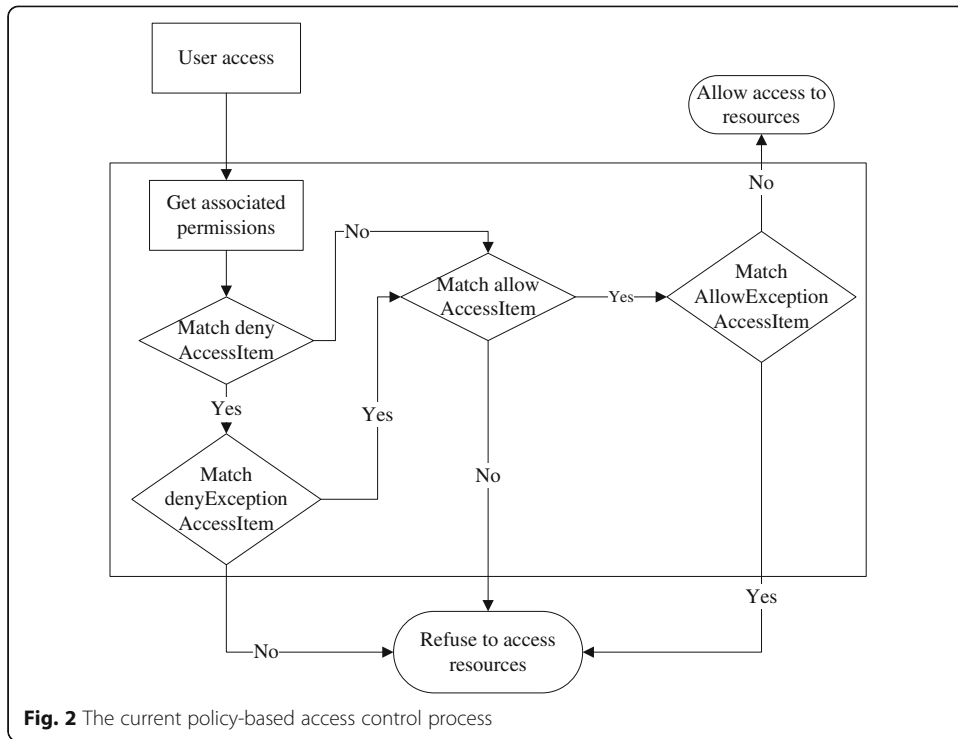 User access
Allow access to
resources
No
Get associated
permissions
No
Match allow
AccessItem
Yes
Match
AllowException
AccessItem
Match deny
AccessItem
Yes
Yes
Match
denyException
AccessItem
No
Yes
No
Refuse to access
resources
Fig. 2 The current policy-based access control process